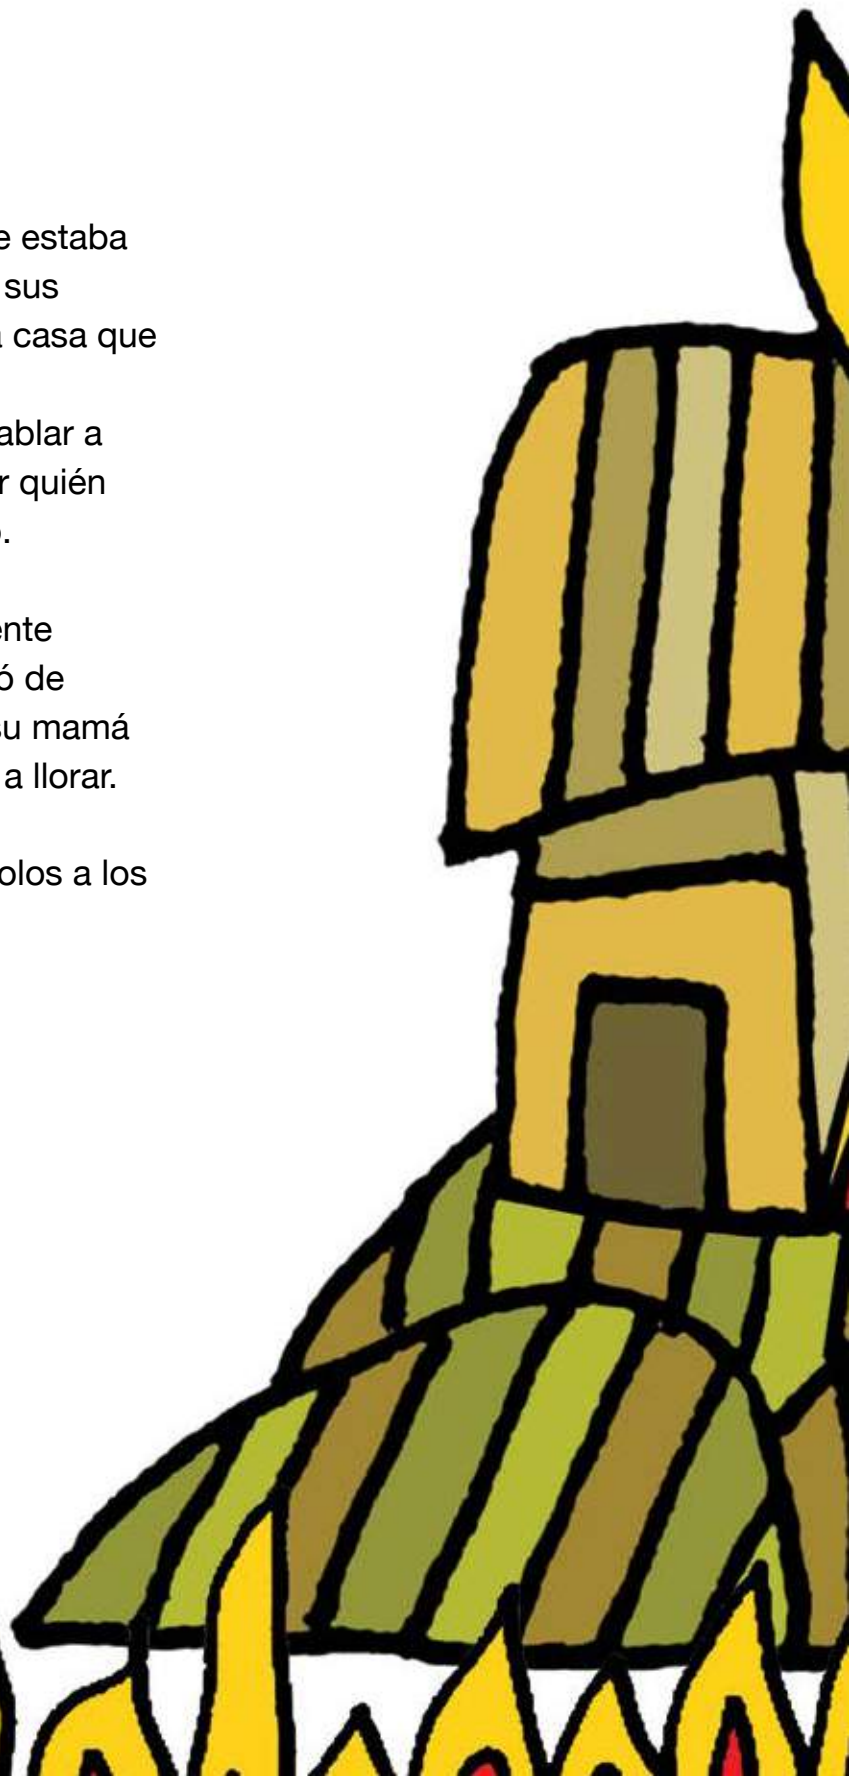 e estaba
sus
a casa que
ablar a
r quién
o.
ente
ó de
su mamá
a llorar.
olos a los